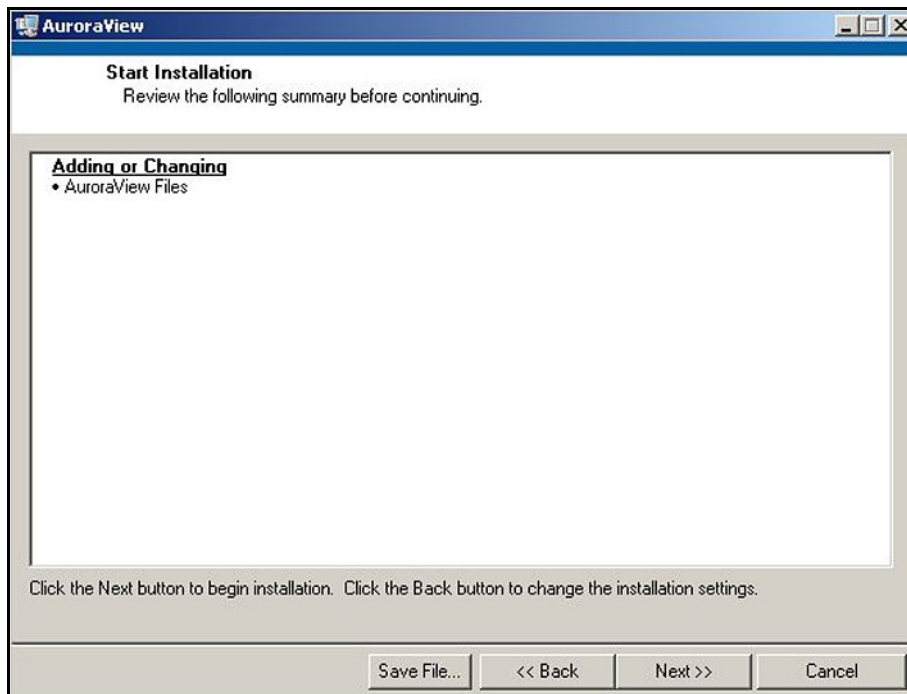 AuroraView
Start Installation
Review the following summary before continuing.
Adding or Changing
• AuroraView Files
Click the Next button to begin installation.  Click the Back button to change the installation settings.
Save File...
<< Back
Next >>
Cancel